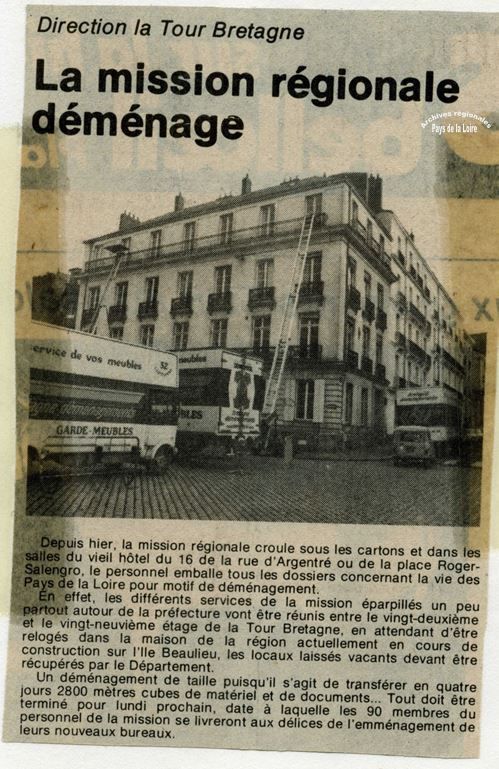 Direction la Tour Bretagne
La mission régionale
déménage
Archives régionales
Pays de la Loire
service de vos meubles
52
GARDE-MEUBLES
MEUBLES
Depuis hier, la mission régionale croule sous les cartons et dans les
salles du vieil hôtel du 16 de la rue d'Argentré ou de la place Roger-
Salengro, le personnel emballe tous les dossiers concernant la vie des
Pays de la Loire pour motif de déménagement.
En effet, les différents services de la mission éparpillés un peu
partout autour de la préfecture vont être réunis entre le vingt-deuxième
et le vingt-neuvième étage de la Tour Bretagne, en attendant d'être
relogés dans la maison de la région actuellement en cours de
construction sur l'Ile Beaulieu, les locaux laissés vacants devant être
récupérés par le Département.
Un déménagement de taille puisqu'il s'agit de transférer en quatre
jours 2800 mètres cubes de matériel et de documents... Tout doit être
terminé pour lundi prochain, date à laquelle les 90 membres du
personnel de la mission se livreront aux délices de l'emménagement de
leurs nouveaux bureaux.